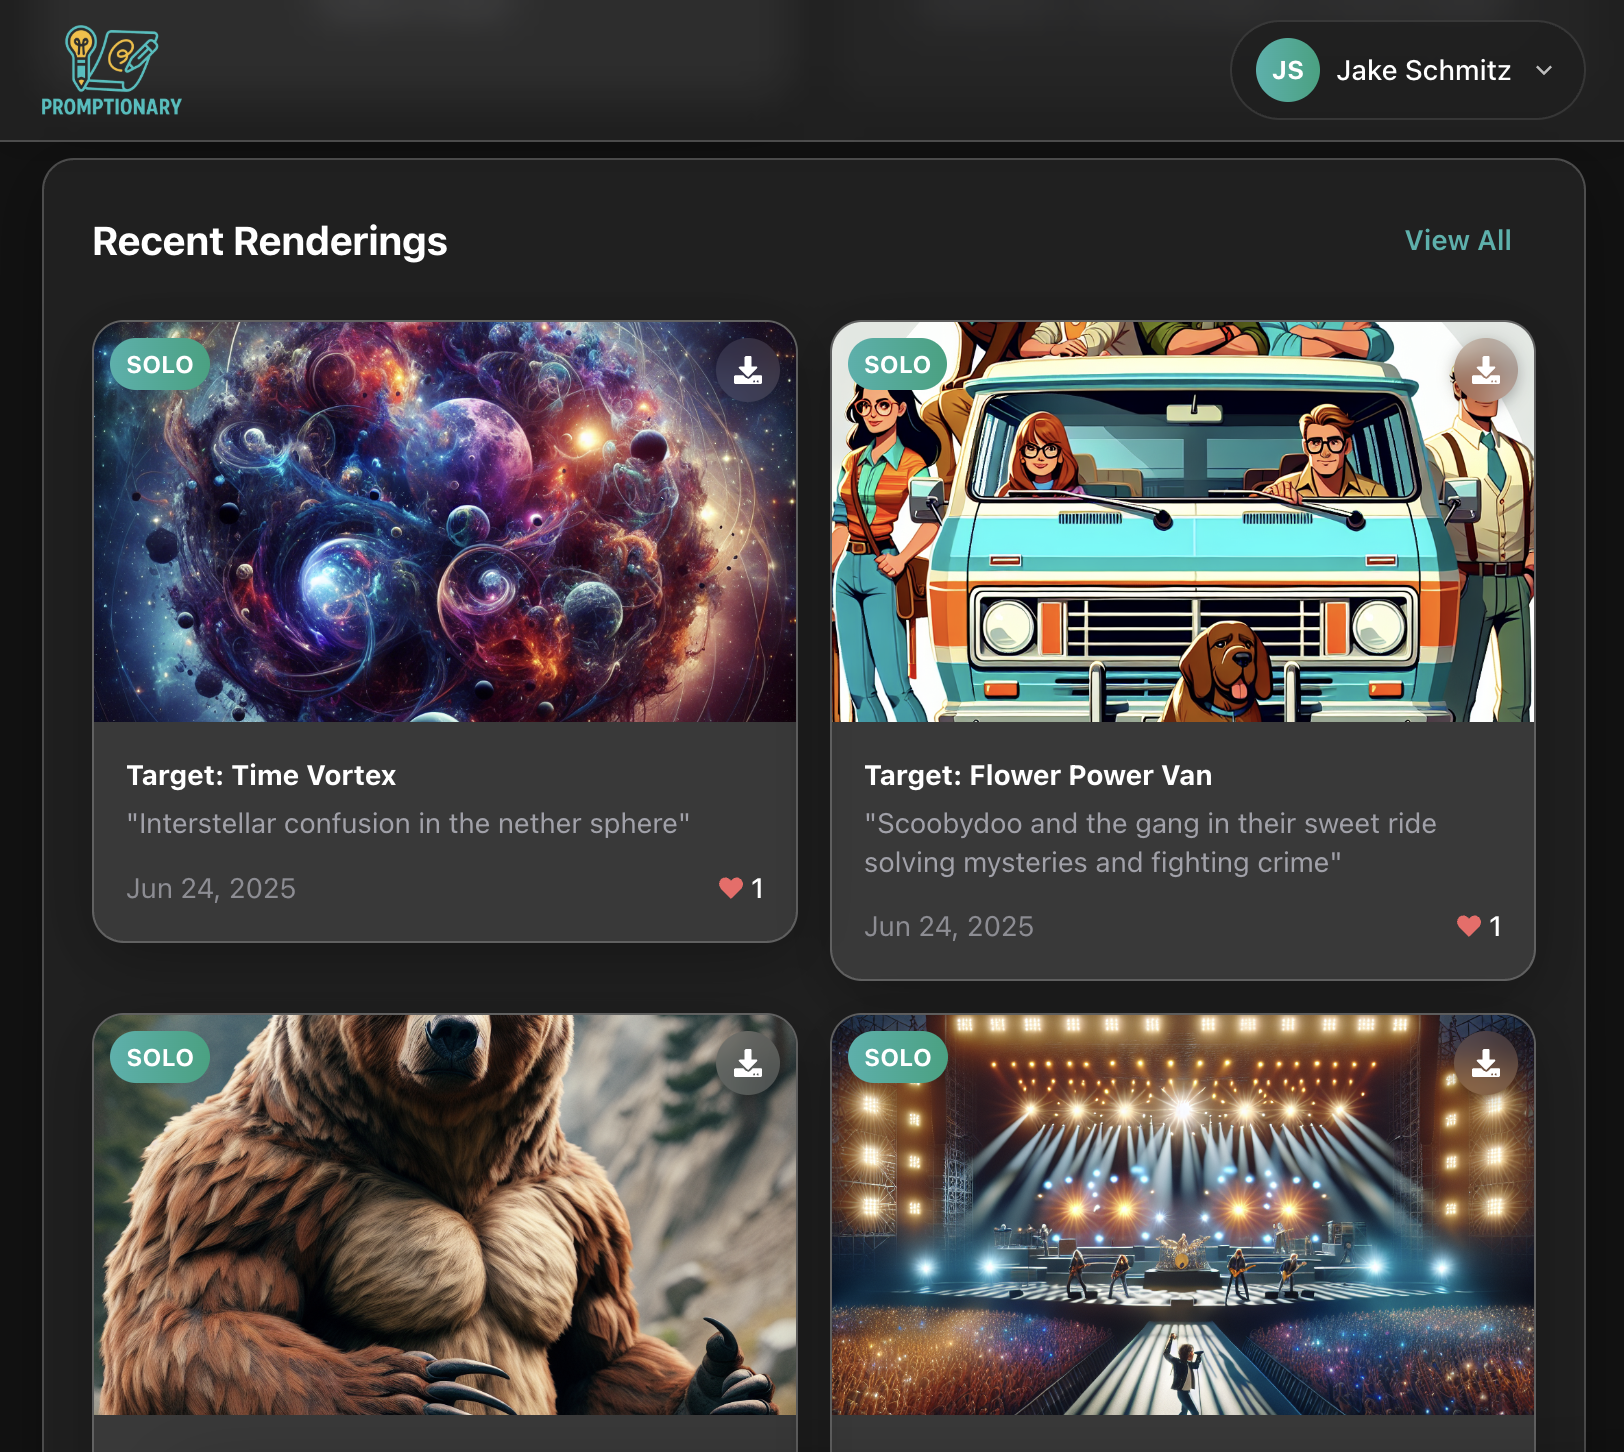 PROMPTIONARY
JS Jake Schmitz
Recent Renderings
View All
SOLO
SOLO
Target: Time Vortex
"Interstellar confusion in the nether sphere"
Jun 24, 2025
1
Target: Flower Power Van
"Scoobydoo and the gang in their sweet ride
solving mysteries and fighting crime"
Jun 24, 2025
1
SOLO
SOLO